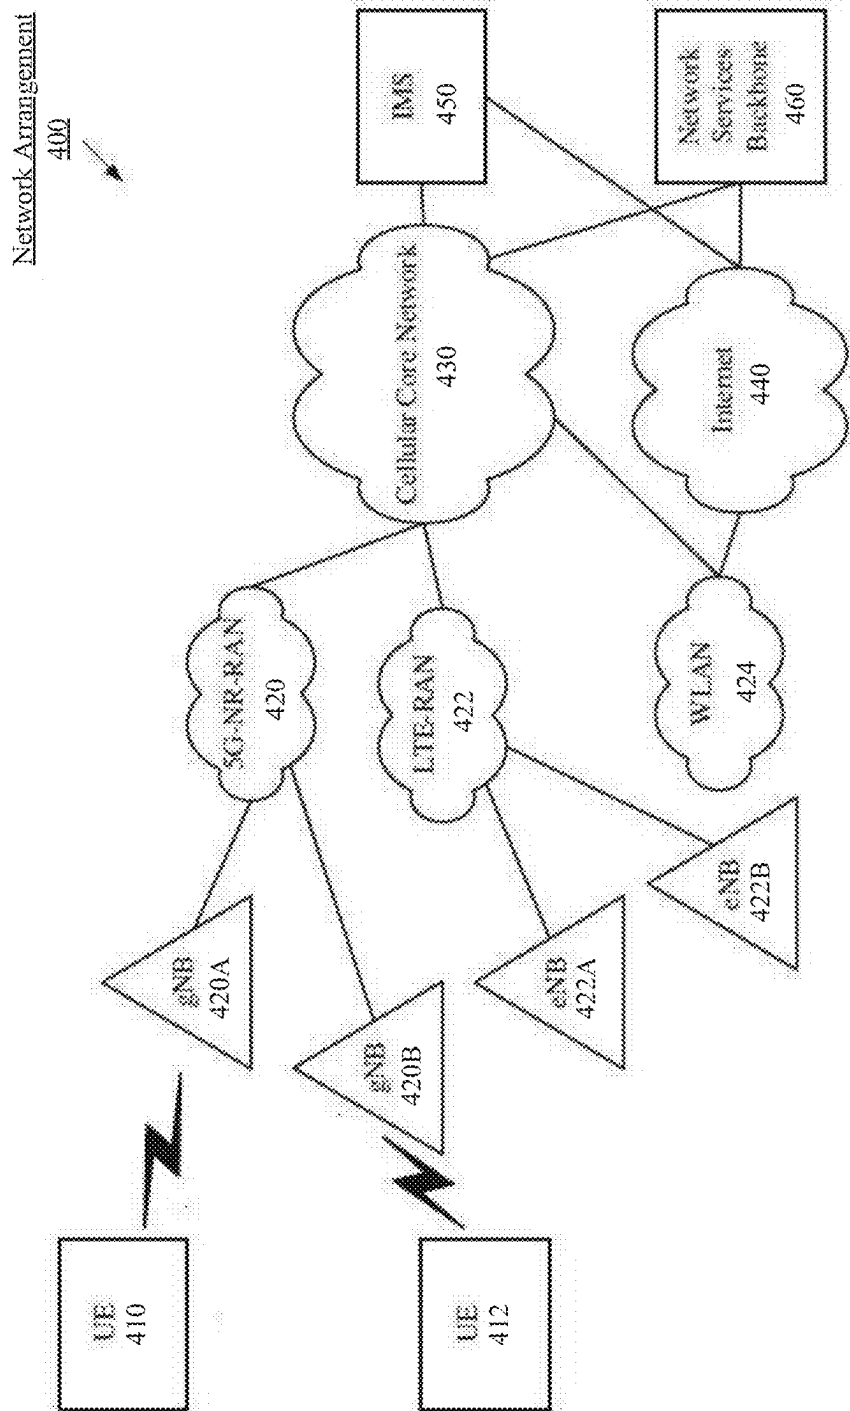 Network Arrangement
400
UE
410
UE
412
gNB
420A
gNB
420B
eNB
422A
eNB
422B
5G-NR-RAN
420
LTE-RAN
422
WLAN
424
Cellular Core Network
430
Internet
440
IMS
450
Network
Services
Backbone
460